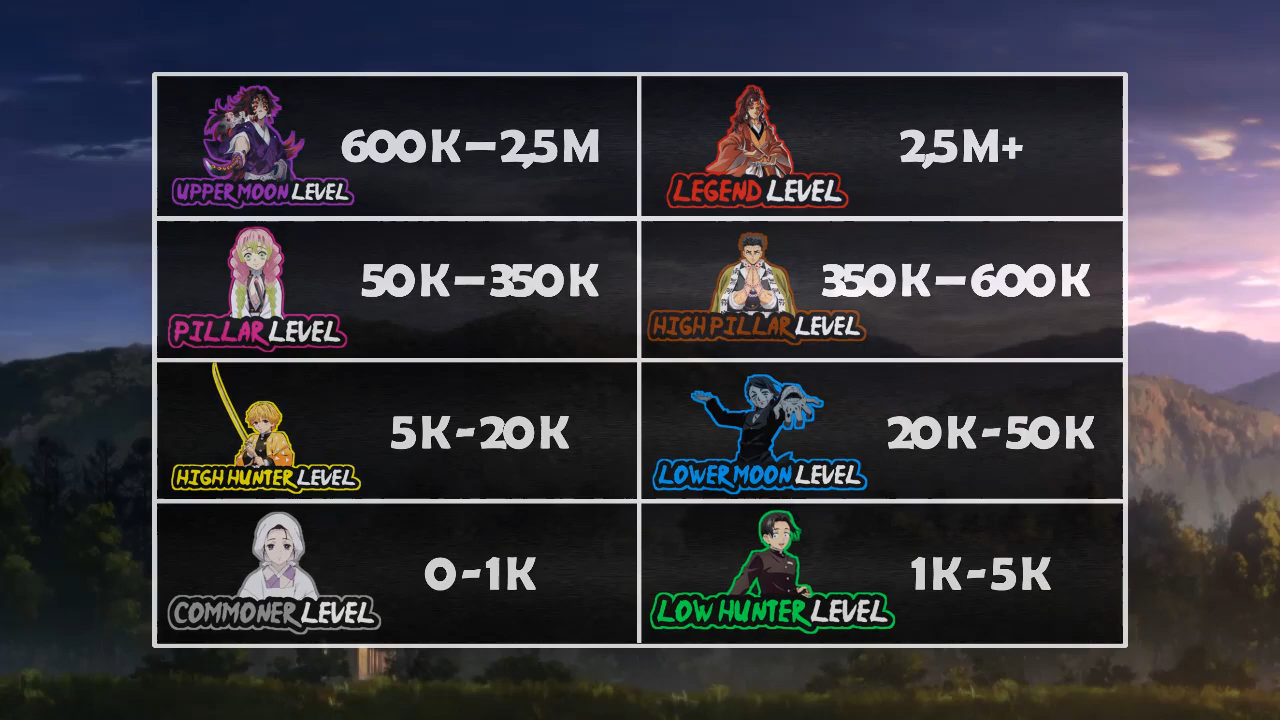 600K–2,5M
UPPER MOON LEVEL
2,5M+
LEGEND LEVEL
50K–350K
PILLAR LEVEL
350K–600K
HIGH PILLAR LEVEL
5K-20K
HIGH HUNTER LEVEL
20K-50K
LOWER MOON LEVEL
0-1K
COMMONER LEVEL
1K-5K
LOW HUNTER LEVEL